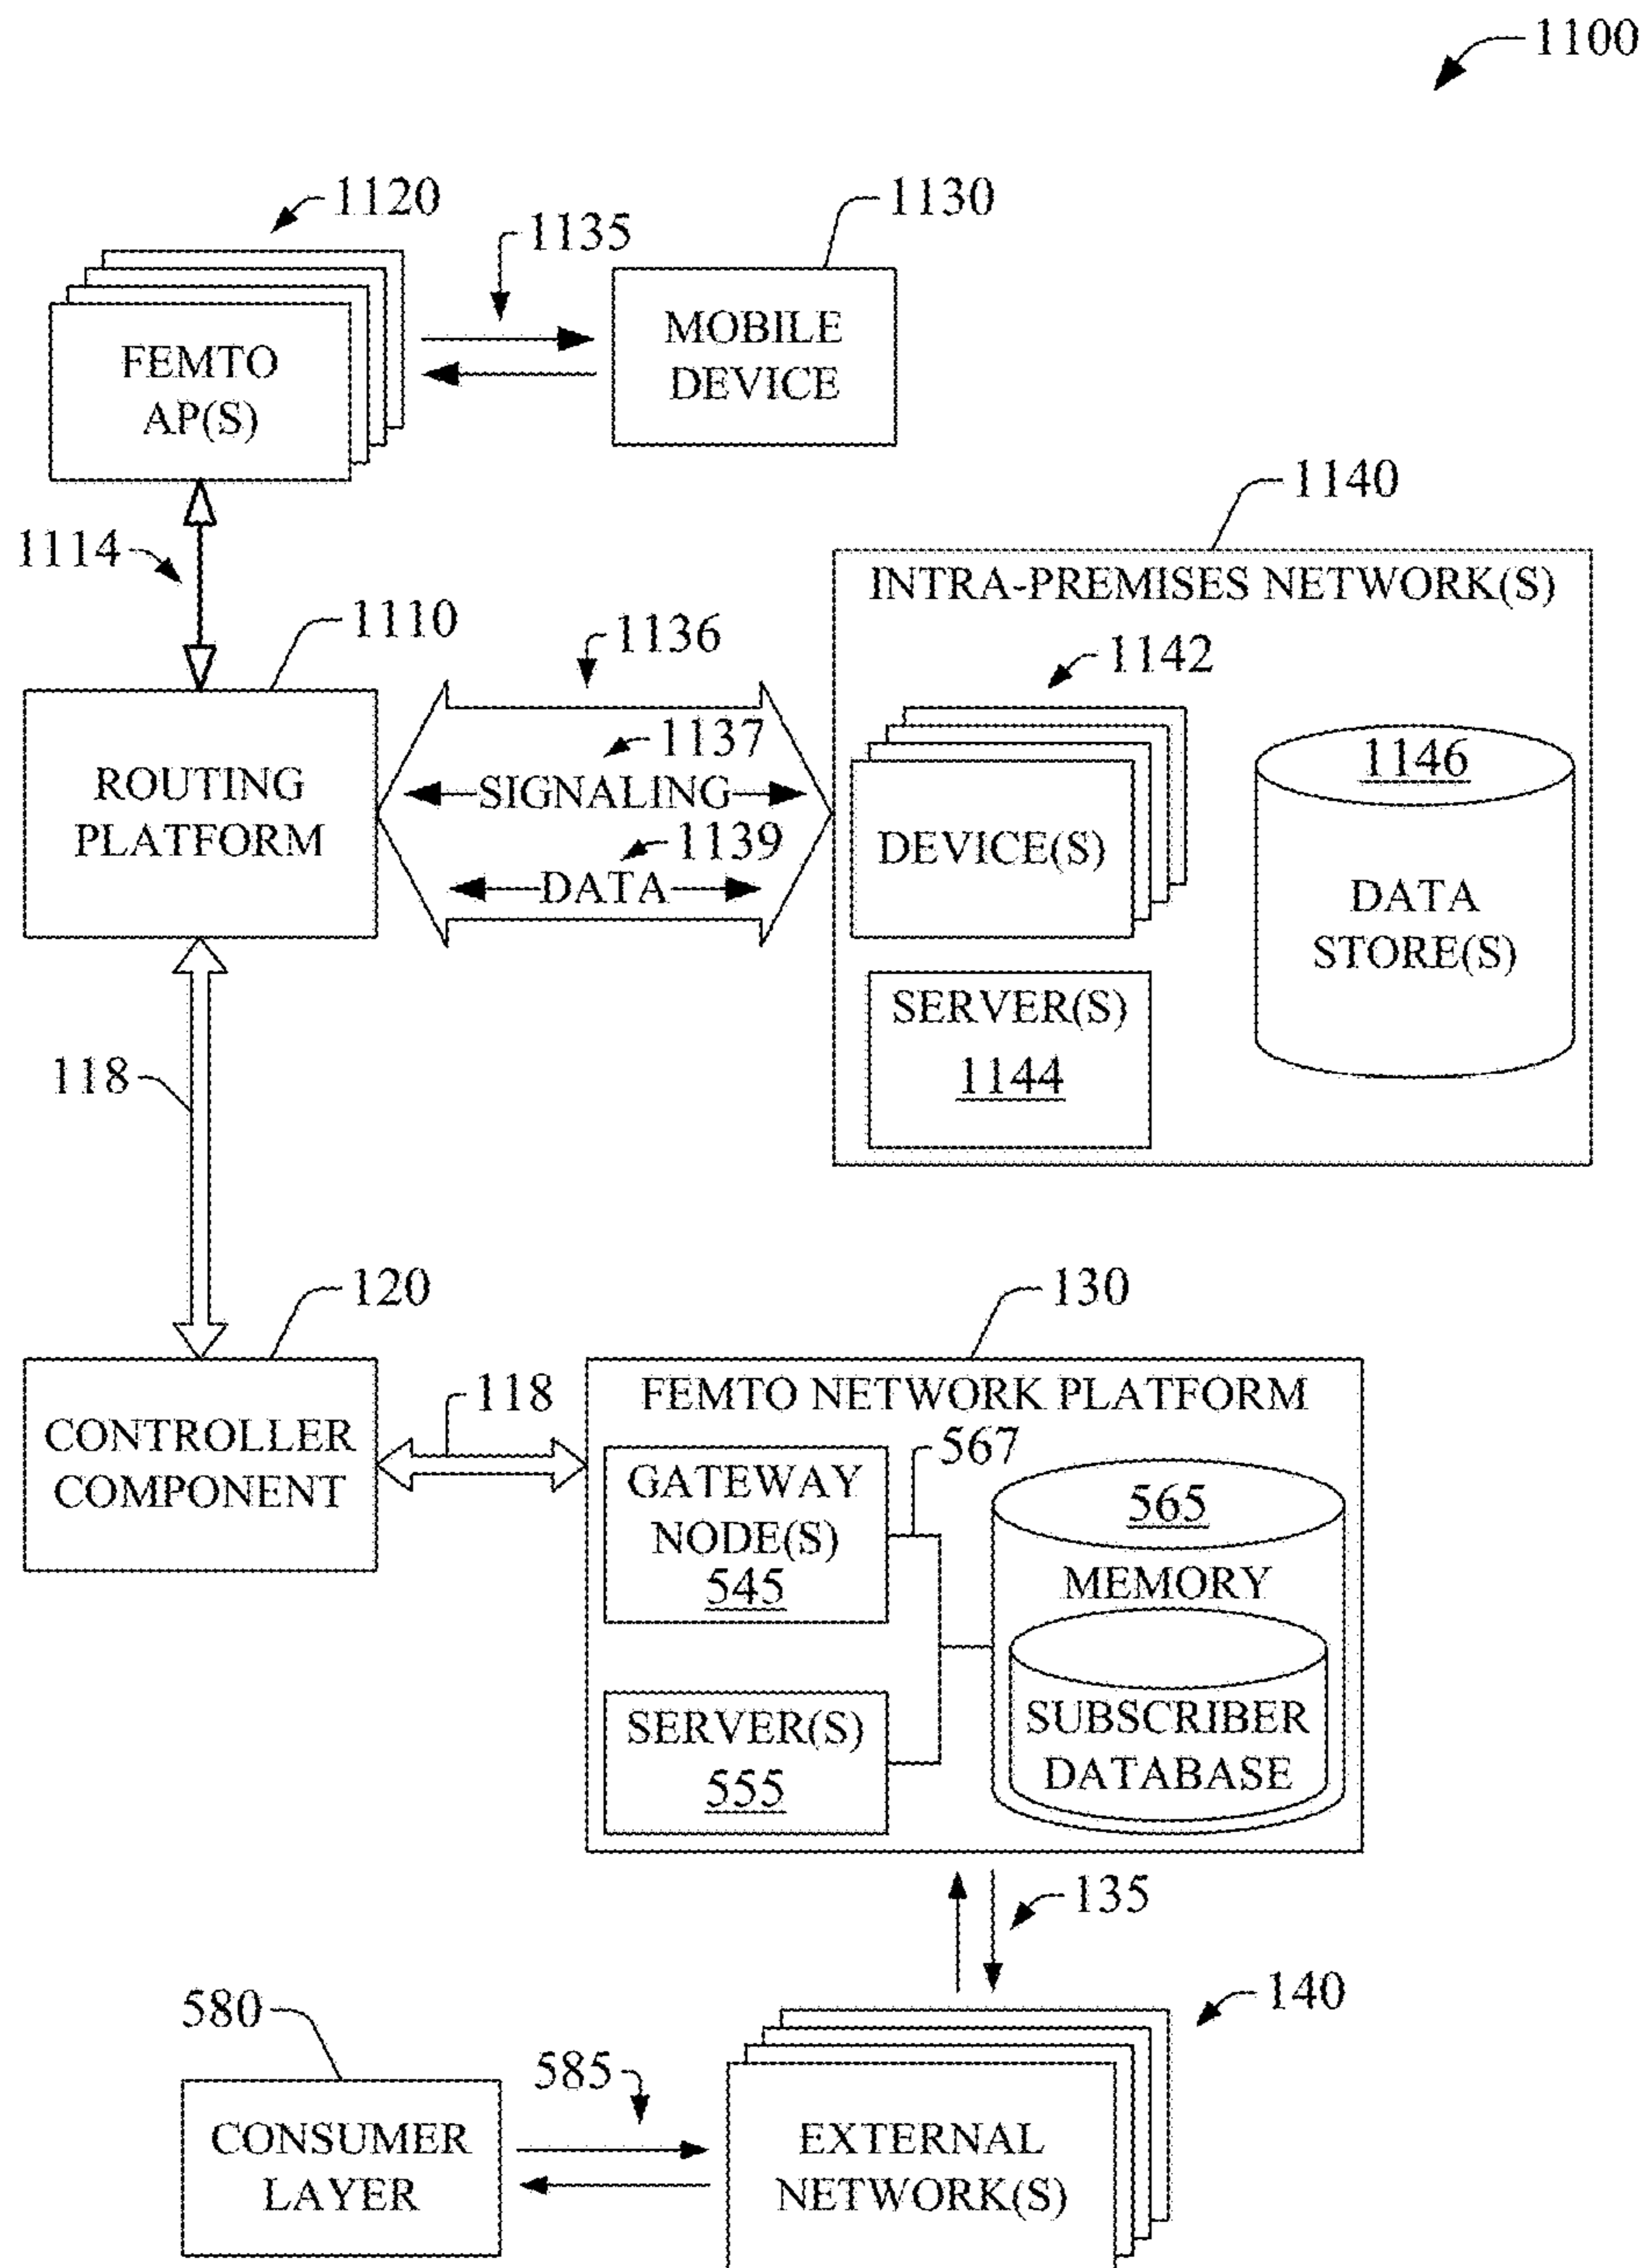 1100
1120
1135
1130
FEMTO
AP(S)
MOBILE
DEVICE
1114
1110
1136
1140
INTRA-PREMISES NETWORK(S)
1142
1137
SIGNALING
1139
DATA
ROUTING
PLATFORM
DEVICE(S)
1146
DATA
STORE(S)
SERVER(S)
1144
118
120
130
CONTROLLER
COMPONENT
118
FEMTO NETWORK PLATFORM
567
GATEWAY
NODE(S)
545
565
MEMORY
SERVER(S)
555
SUBSCRIBER
DATABASE
135
140
580
585
CONSUMER
LAYER
EXTERNAL
NETWORK(S)